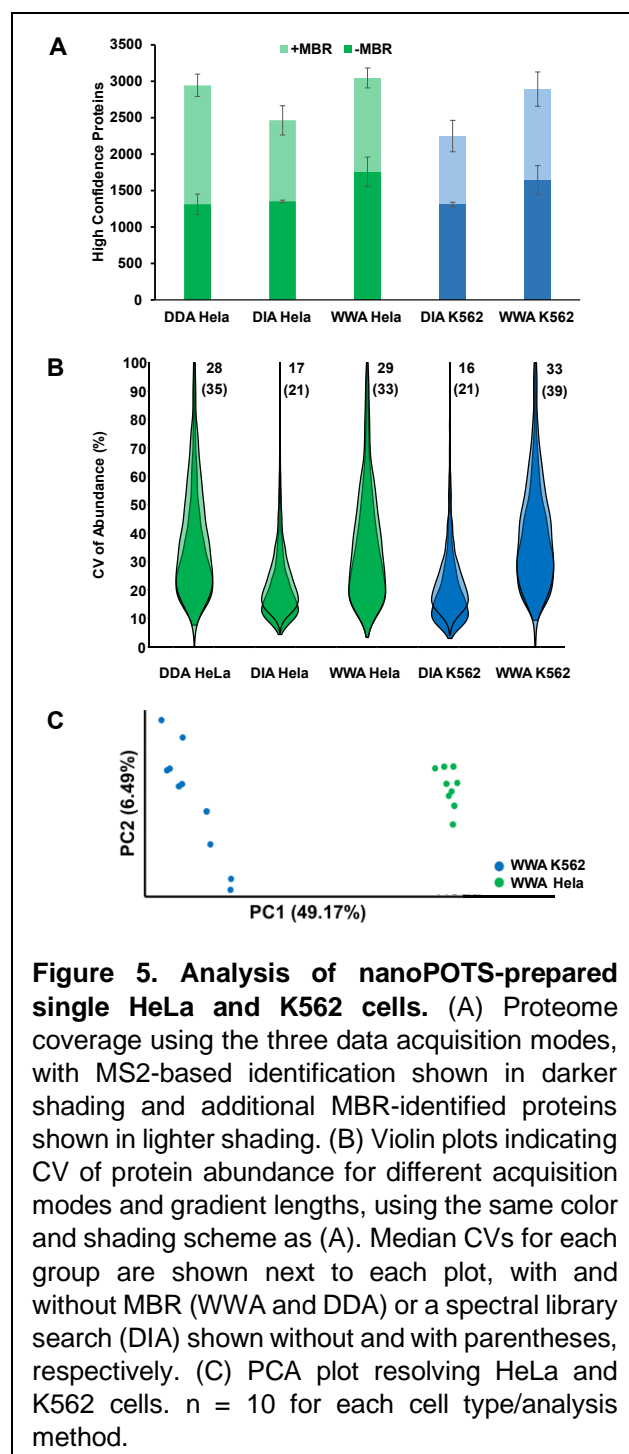 A
+MBR -MBR
High Confidence Proteins
3500
3000
2500
2000
1500
1000
500
0
DDA Hela DIA Hela WWA Hela DIA K562 WWA K562
B
CV of Abundance (%)
100
90
80
70
60
50
40
30
20
10
0
28 17 29 16 33
(35) (21) (33) (21) (39)
DDA HeLa DIA Hela WWA Hela DIA K562 WWA K562
C
PC2 (6.49%)
WWA K562
WWA Hela
PC1 (49.17%)
Figure 5. Analysis of nanoPOTS-prepared
single HeLa and K562 cells. (A) Proteome
coverage using the three data acquisition modes,
with MS2-based identification shown in darker
shading and additional MBR-identified proteins
shown in lighter shading. (B) Violin plots indicating
CV of protein abundance for different acquisition
modes and gradient lengths, using the same color
and shading scheme as (A). Median CVs for each
group are shown next to each plot, with and
without MBR (WWA and DDA) or a spectral library
search (DIA) shown without and with parentheses,
respectively. (C) PCA plot resolving HeLa and
K562 cells. n = 10 for each cell type/analysis
method.